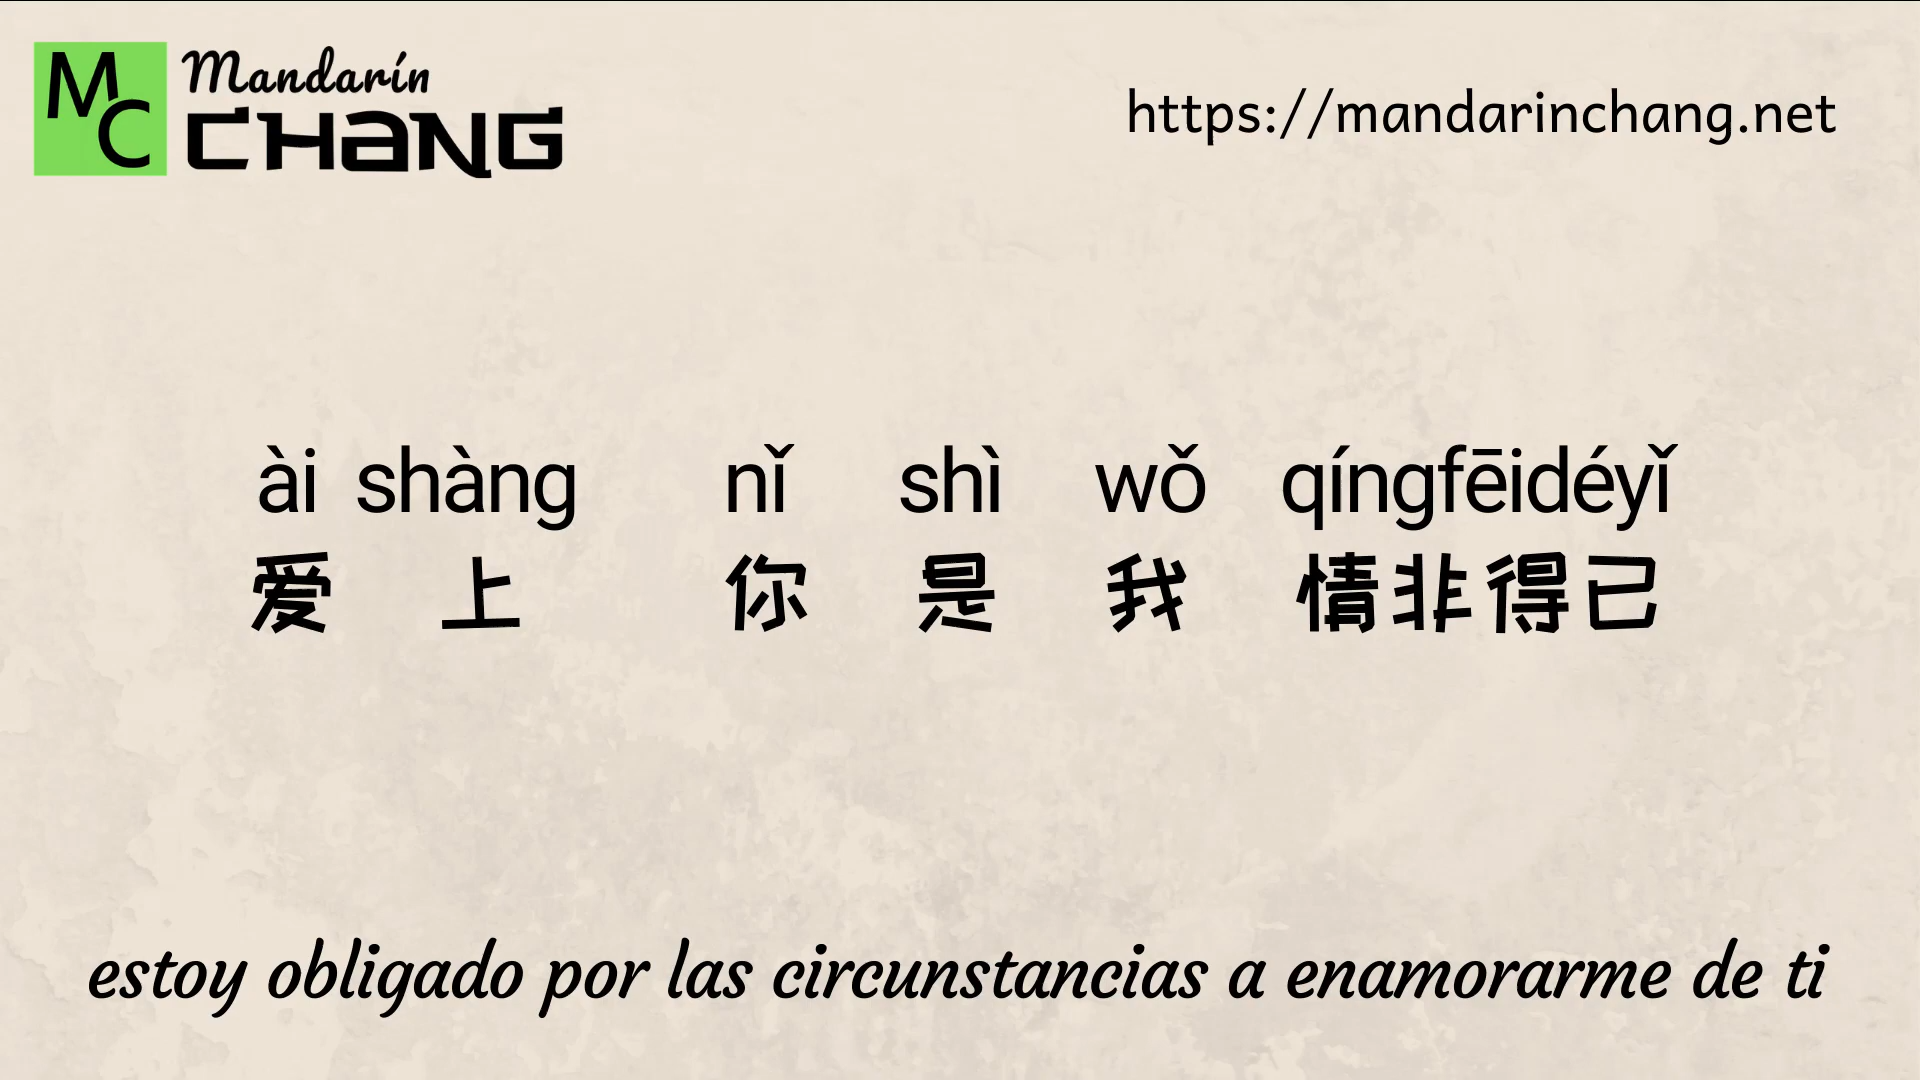 MC Mandarín
CHANG
https://mandarinchang.net
ài shàng nǐ shì wǒ qíngfēidéyǐ
爱上你是我情非得已
estoy obligado por las circunstancias a enamorarme de ti